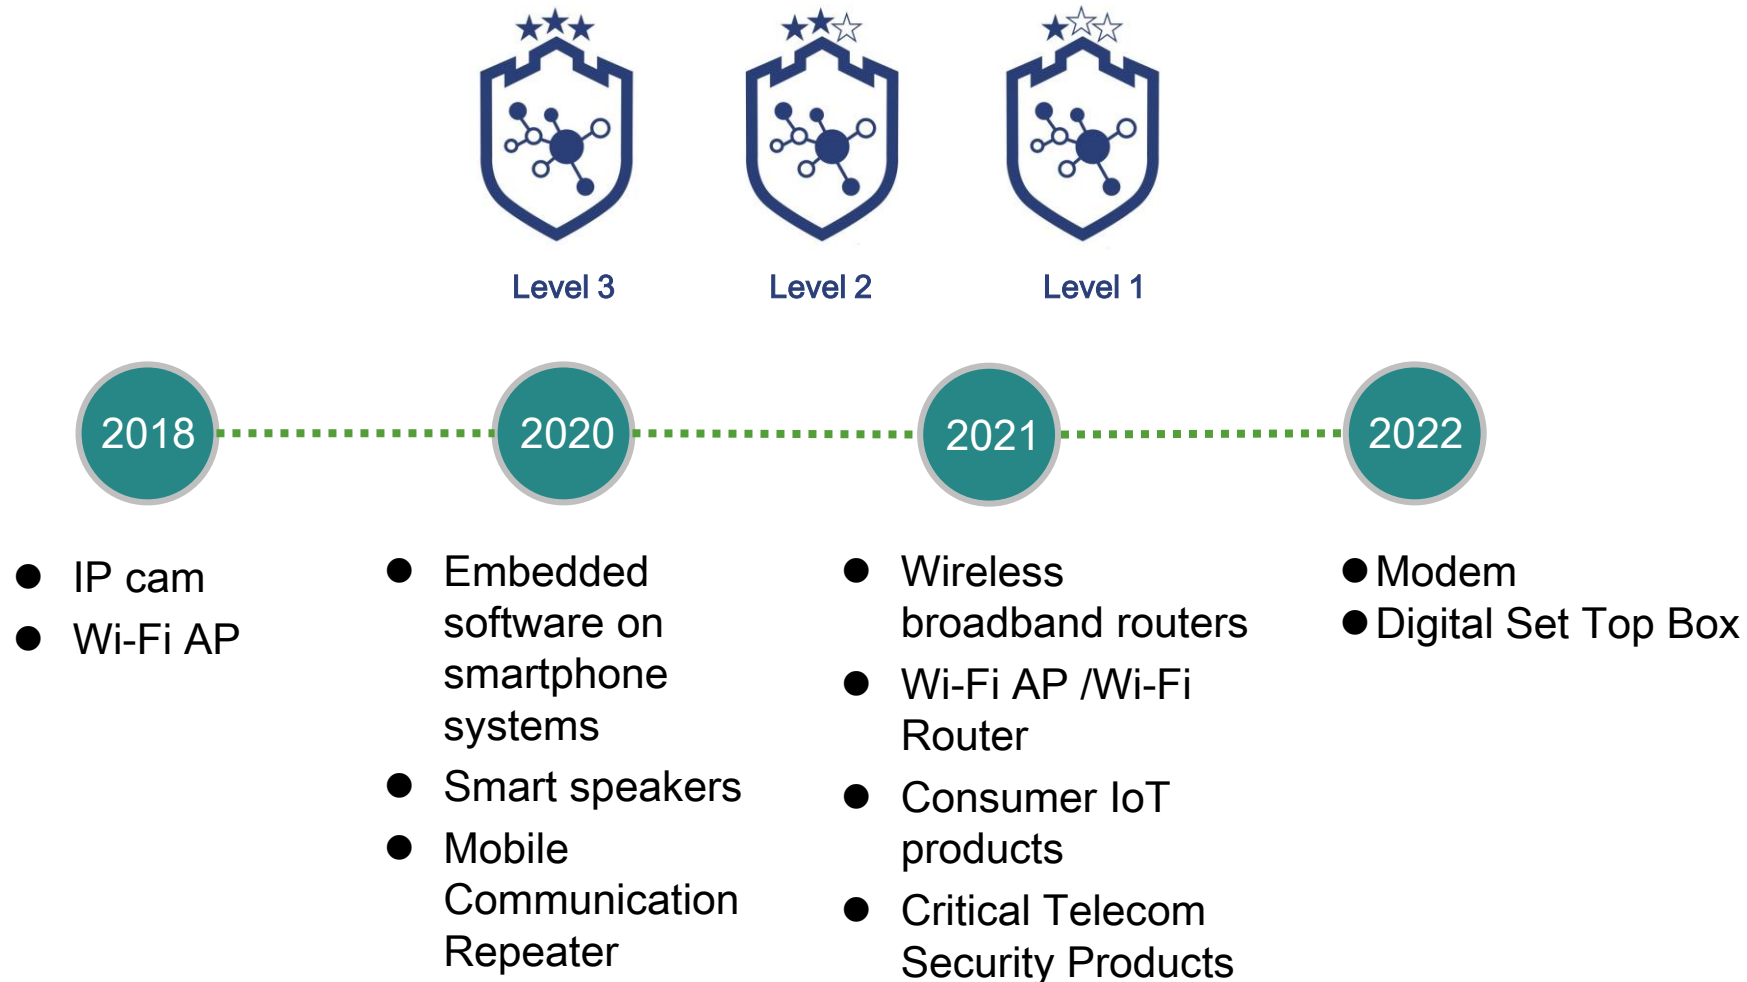 Level 3
Level 2
Level 1
2018
2020
2021
2022
● IP cam
● Wi-Fi AP
● Embedded
software on
smartphone
systems
● Smart speakers
● Mobile
Communication
Repeater
● Wireless
broadband routers
● Wi-Fi AP /Wi-Fi
Router
● Consumer IoT
products
● Critical Telecom
Security Products
● Modem
● Digital Set Top Box